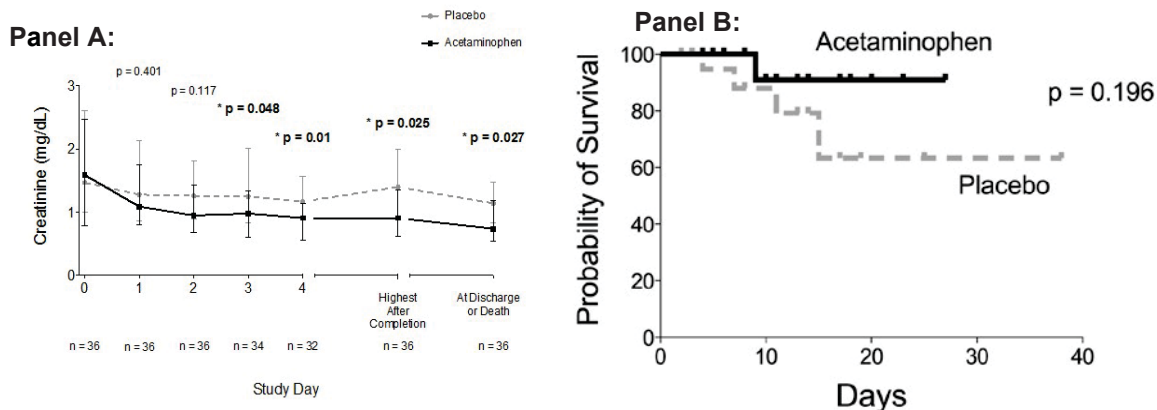 Panel A:
Placebo
Acetaminophen
p = 0.401
p = 0.117
* p = 0.048
* p = 0.01
* p = 0.025
* p = 0.027
Creatinine (mg/dL)
3
2
1
0
0
1
2
3
4
Highest
After
Completion
At Discharge
or Death
n = 36
n = 36
n = 36
n = 34
n = 32
n = 36
n = 36
Study Day
Panel B:
Acetaminophen
p = 0.196
Placebo
Probability of Survival
100
80
60
40
20
0
0
10
20
30
40
Days